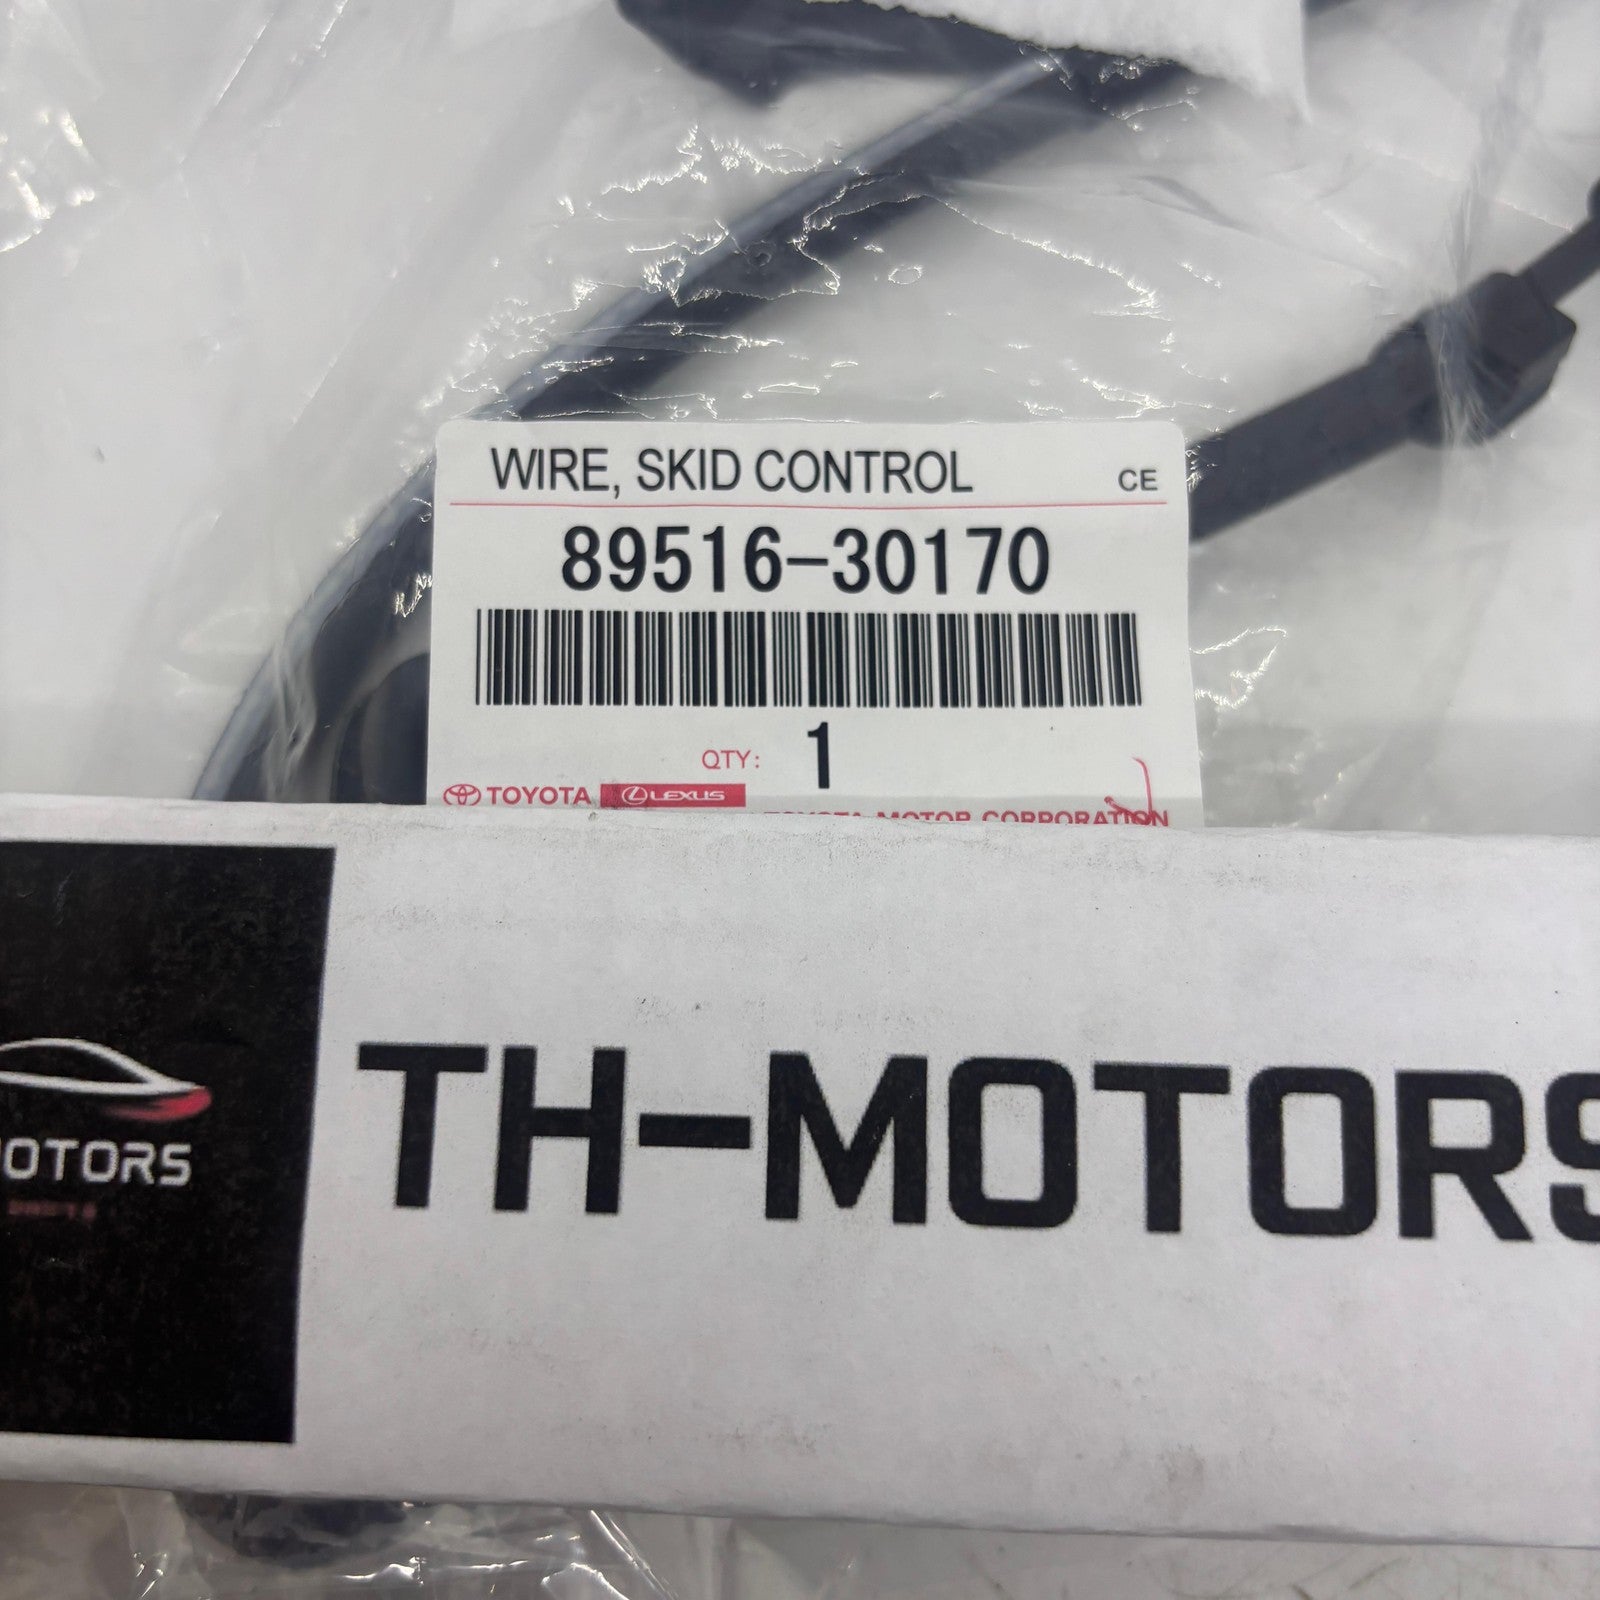 WIRE, SKID CONTROL CE
89516-30170
QTY: 1
TOYOTA LEXUS
TOYOTA MOTOR CORPORATION
TH-MOTORS
OTORS